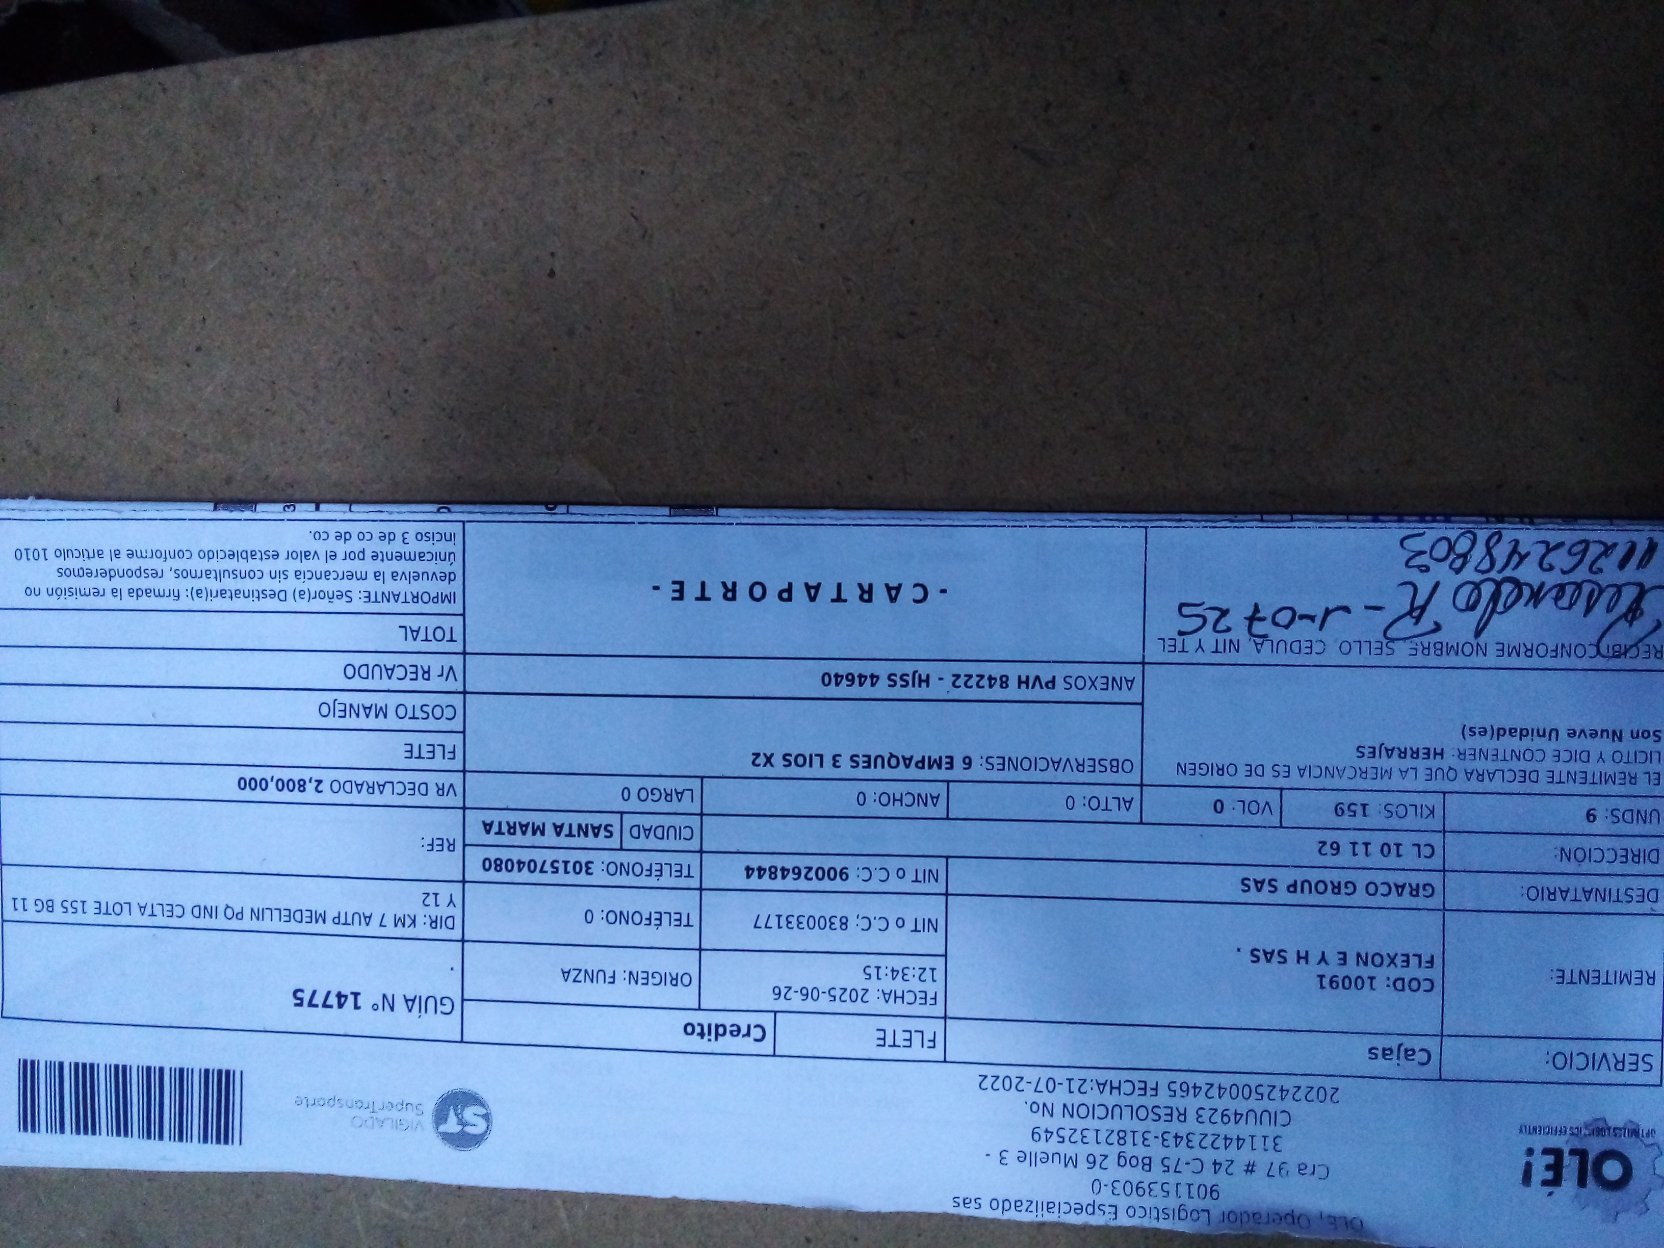 OLÉ!
OLE, Operador Logistico Especializado sas
901153903-0
Cra 97 # 24 C-75 Bog 26 Muelle 3 -
3114422343-3182132549
CIUU4923 RESOLUCION No.
20224250042465 FECHA:21-07-2022
ST
VIGILADO
SuperTransporte
SERVICIO: Cajas
FLETE Credito
GUÍA N° 14775
.
REMITENTE: COD: 10091
FLEXON E Y H SAS .
FECHA: 2025-06-26
12:34:15
ORIGEN: FUNZA
NIT o C.C: 830033177
TELÉFONO: 0
DIR: KM 7 AUTP MEDELLIN PQ IND CELTA LOTE 155 BG 11
Y 12
DESTINATARIO: GRACO GROUP SAS
NIT o C.C: 900264844
TELÉFONO: 3015704080
REF:
DIRECCIÓN: CL 10 11 62
CIUDAD SANTA MARTA
UNDS: 9 KILOS: 159 VOL: 0 ALTO: 0 ANCHO: 0 LARGO 0
VR DECLARADO 2,800,000
EL REMITENTE DECLARA QUE LA MERCANCIA ES DE ORIGEN
LICITO Y DICE CONTENER: HERRAJES
Son Nueve Unidad(es)
OBSERVACIONES: 6 EMPAQUES 3 LIOS X2
FLETE
COSTO MANEJO
ANEXOS PVH 84222 - HJSS 44640
Vr RECAUDO
TOTAL
RECIBI CONFORME NOMBRE, SELLO, CEDULA, NIT Y TEL
R - 1-0725
1126248803
- CARTAPORTE -
IMPORTANTE: Señor(a) Destinatari(a): firmada la remisión no
devuelva la mercancia sin consultarnos, responderemos
únicamente por el valor establecido conforme al articulo 1010
inciso 3 de co de co.